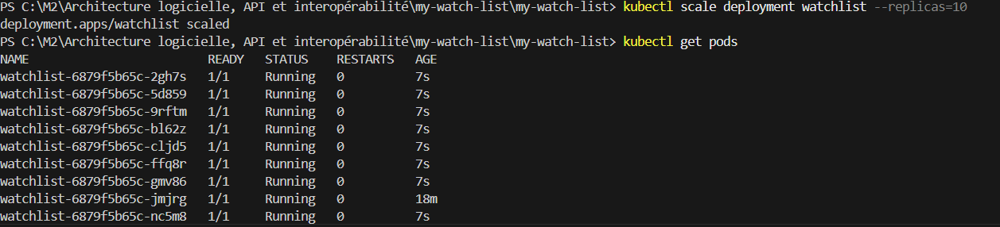 PS C:\M2\Architecture logicielle, API et interopérabilité\my-watch-list\my-watch-list> kubectl scale deployment watchlist --replicas=10
deployment.apps/watchlist scaled
PS C:\M2\Architecture logicielle, API et interopérabilité\my-watch-list\my-watch-list> kubectl get pods
NAME READY STATUS RESTARTS AGE
watchlist-6879f5b65c-2gh7s 1/1 Running 0 7s
watchlist-6879f5b65c-5d859 1/1 Running 0 7s
watchlist-6879f5b65c-9rftm 1/1 Running 0 7s
watchlist-6879f5b65c-bl62z 1/1 Running 0 7s
watchlist-6879f5b65c-cljd5 1/1 Running 0 7s
watchlist-6879f5b65c-ffq8r 1/1 Running 0 7s
watchlist-6879f5b65c-gmv86 1/1 Running 0 7s
watchlist-6879f5b65c-jmjrg 1/1 Running 0 18m
watchlist-6879f5b65c-nc5m8 1/1 Running 0 7s